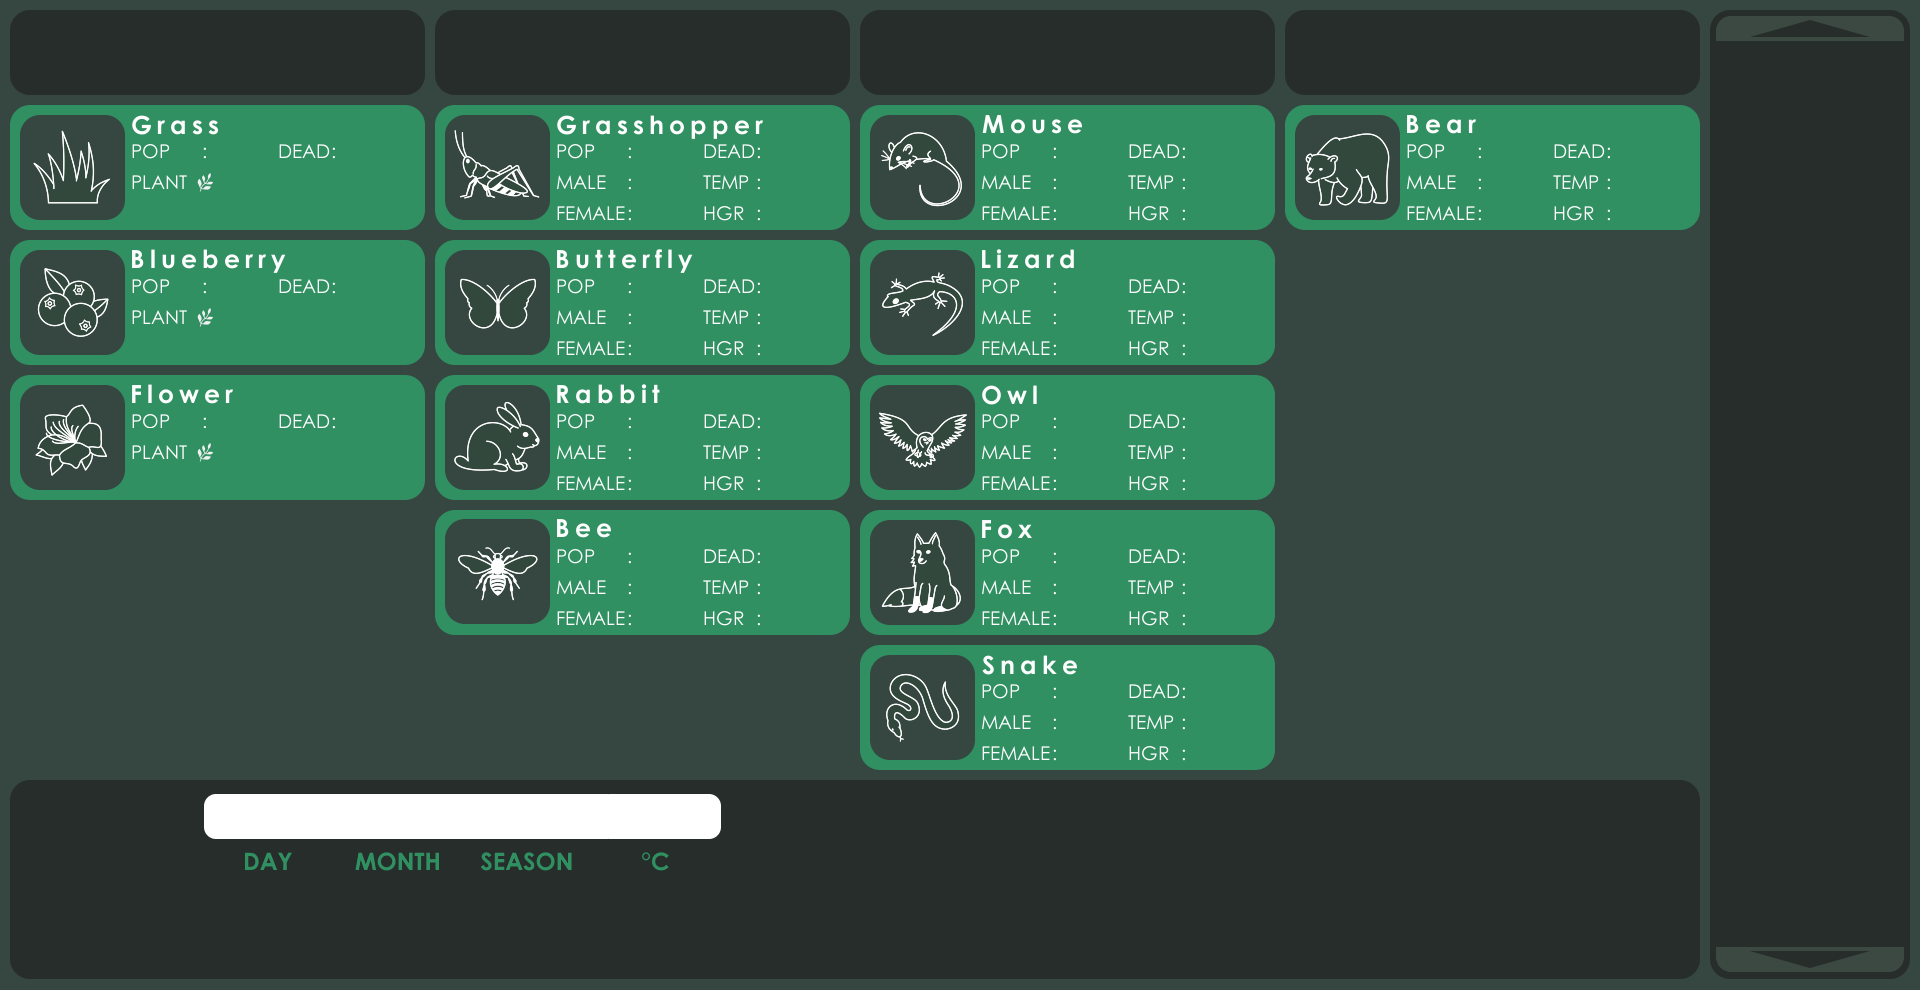 Grass
POP : DEAD:
PLANT
Blueberry
POP : DEAD:
PLANT
Flower
POP : DEAD:
PLANT
Grasshopper
POP : DEAD:
MALE : TEMP :
FEMALE: HGR :
Butterfly
POP : DEAD:
MALE : TEMP :
FEMALE: HGR :
Rabbit
POP : DEAD:
MALE : TEMP :
FEMALE: HGR :
Bee
POP : DEAD:
MALE : TEMP :
FEMALE: HGR :
Mouse
POP : DEAD:
MALE : TEMP :
FEMALE: HGR :
Lizard
POP : DEAD:
MALE : TEMP :
FEMALE: HGR :
Owl
POP : DEAD:
MALE : TEMP :
FEMALE: HGR :
Fox
POP : DEAD:
MALE : TEMP :
FEMALE: HGR :
Snake
POP : DEAD:
MALE : TEMP :
FEMALE: HGR :
Bear
POP : DEAD:
MALE : TEMP :
FEMALE: HGR :
DAY MONTH SEASON °C